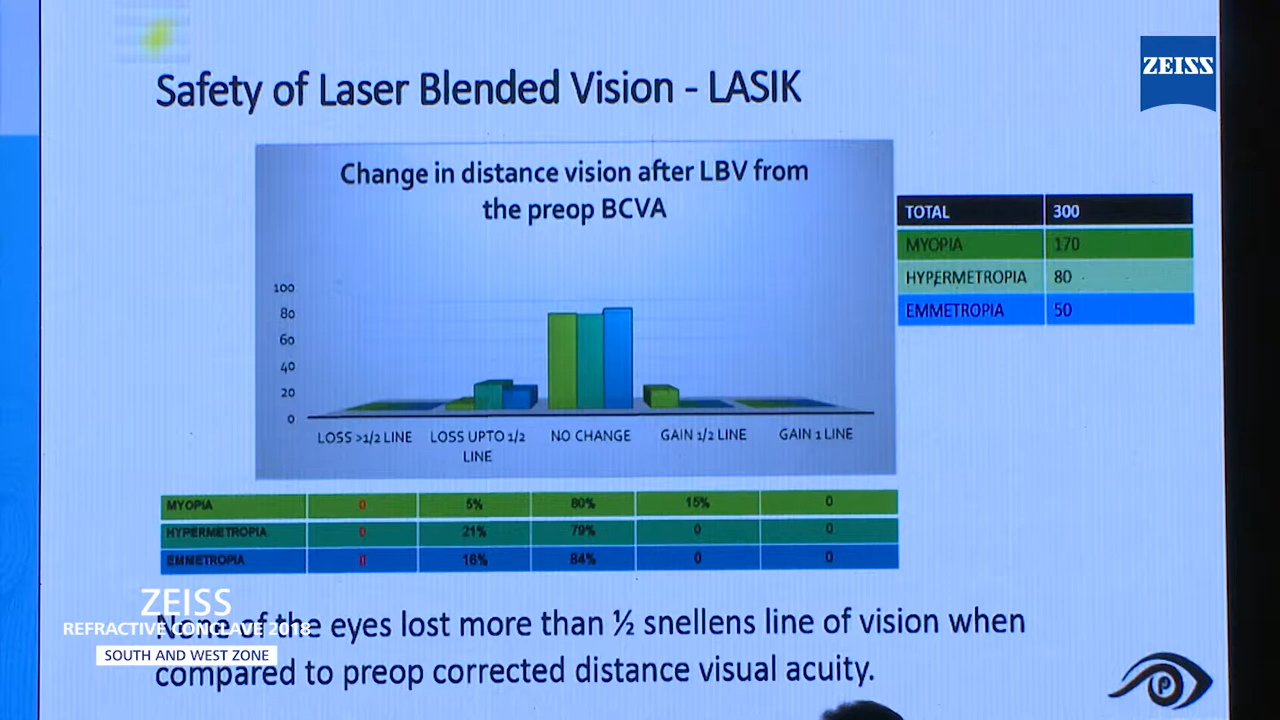 ZEISS
Safety of Laser Blended Vision - LASIK
Change in distance vision after LBV from
the preop BCVA
100
80
60
40
20
0
LOSS >1/2 LINE LOSS UPTO 1/2 LINE NO CHANGE GAIN 1/2 LINE GAIN 1 LINE
TOTAL 300
MYOPIA 170
HYPERMETROPIA 80
EMMETROPIA 50
MYOPIA 0 5% 80% 15% 0
HYPERMETROPIA 0 21% 79% 0 0
EMMETROPIA 0 16% 84% 0 0
None of the eyes lost more than ½ snellens line of vision when
compared to preop corrected distance visual acuity.
ZEISS
REFRACTIVE CONCLAVE 2018
SOUTH AND WEST ZONE